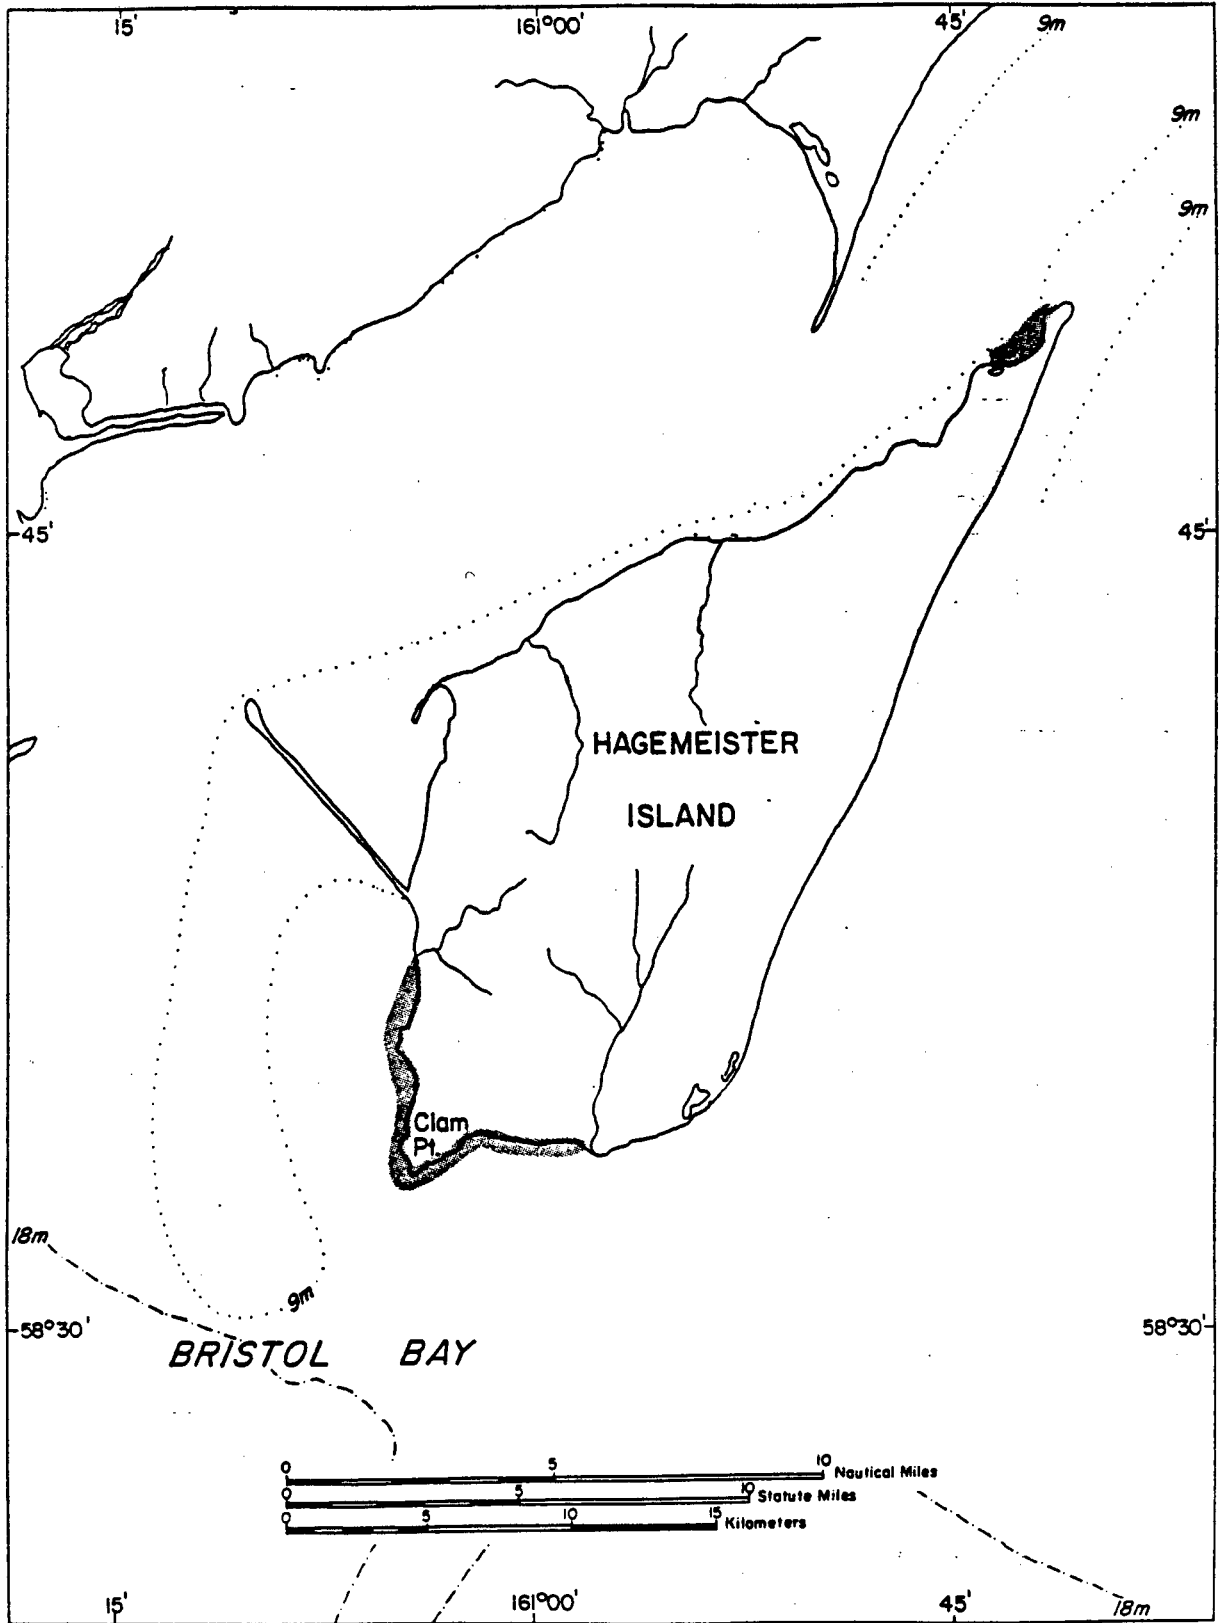 15'
161°00'
45'
9m
9m
9m
45'
45'
HAGEMEISTER
ISLAND
Clam
Pt.
18m
9m
58°30'
58°30'
BRISTOL BAY
0 5 10 Nautical Miles
0 5 10 Statute Miles
0 5 10 15 Kilometers
15'
161°00'
45'
18m